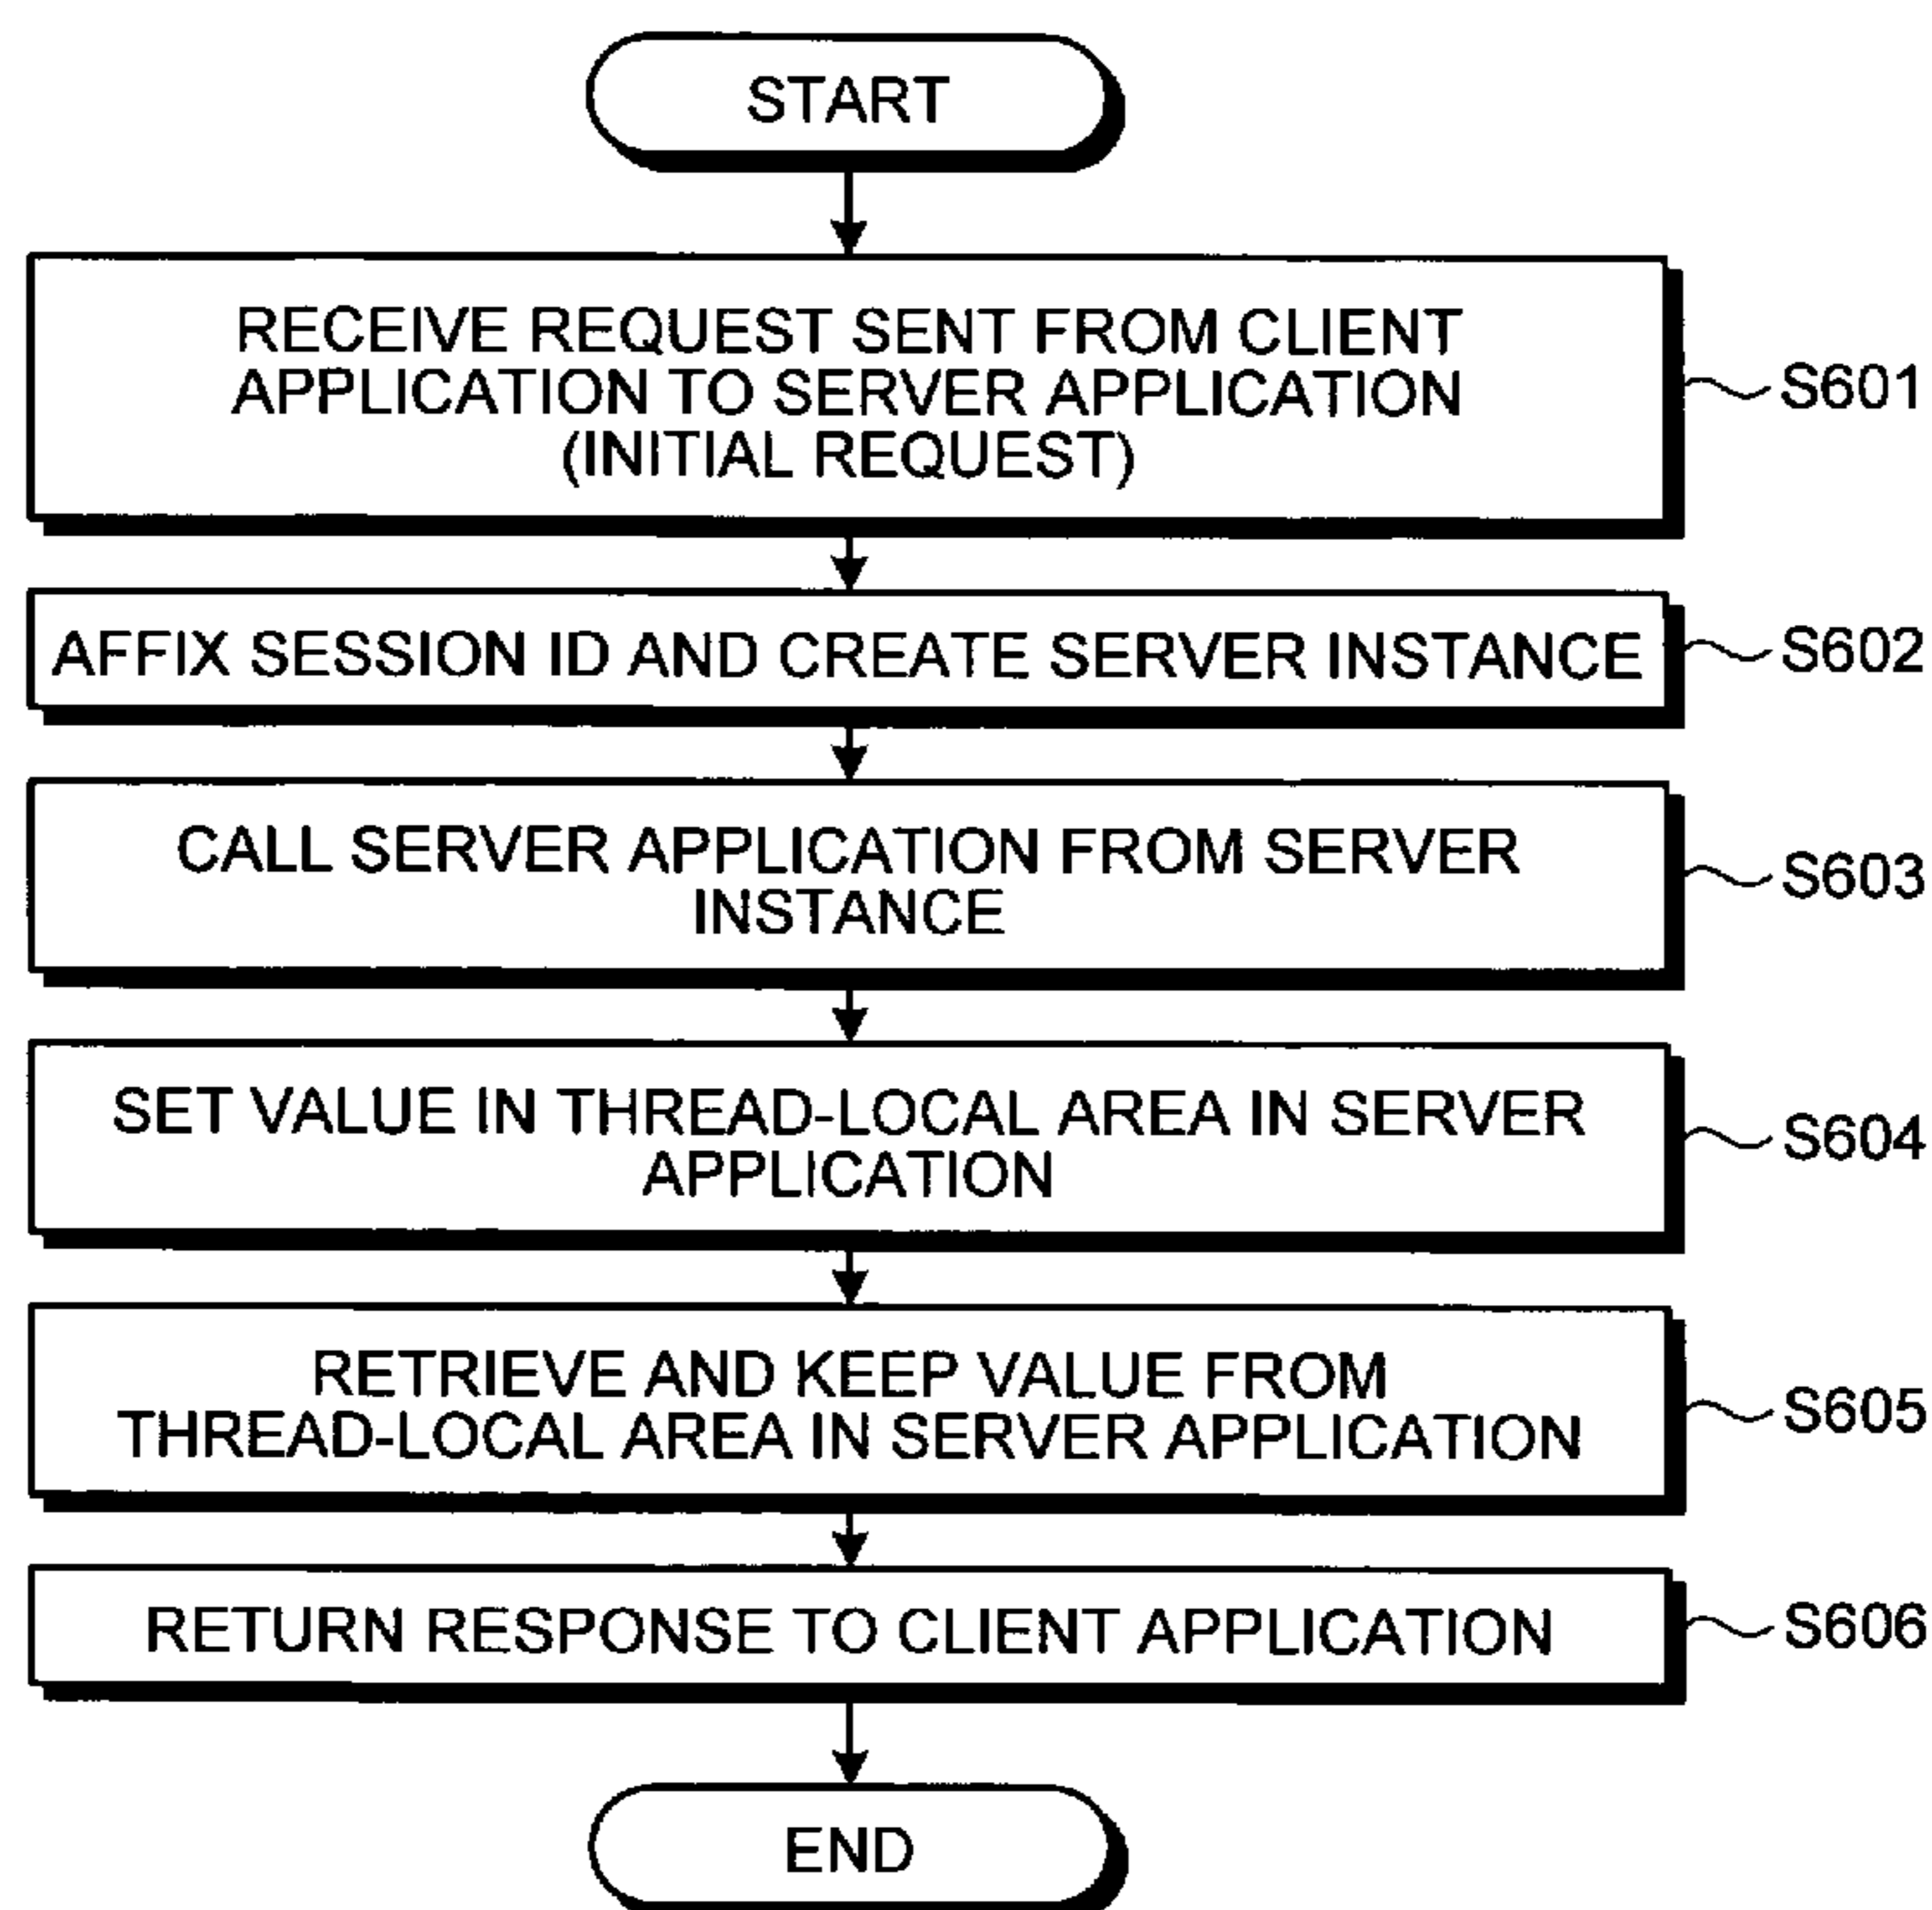 START
RECEIVE REQUEST SENT FROM CLIENT
APPLICATION TO SERVER APPLICATION
(INITIAL REQUEST)
S601
AFFIX SESSION ID AND CREATE SERVER INSTANCE
S602
CALL SERVER APPLICATION FROM SERVER
INSTANCE
S603
SET VALUE IN THREAD-LOCAL AREA IN SERVER
APPLICATION
S604
RETRIEVE AND KEEP VALUE FROM
THREAD-LOCAL AREA IN SERVER APPLICATION
S605
RETURN RESPONSE TO CLIENT APPLICATION
S606
END